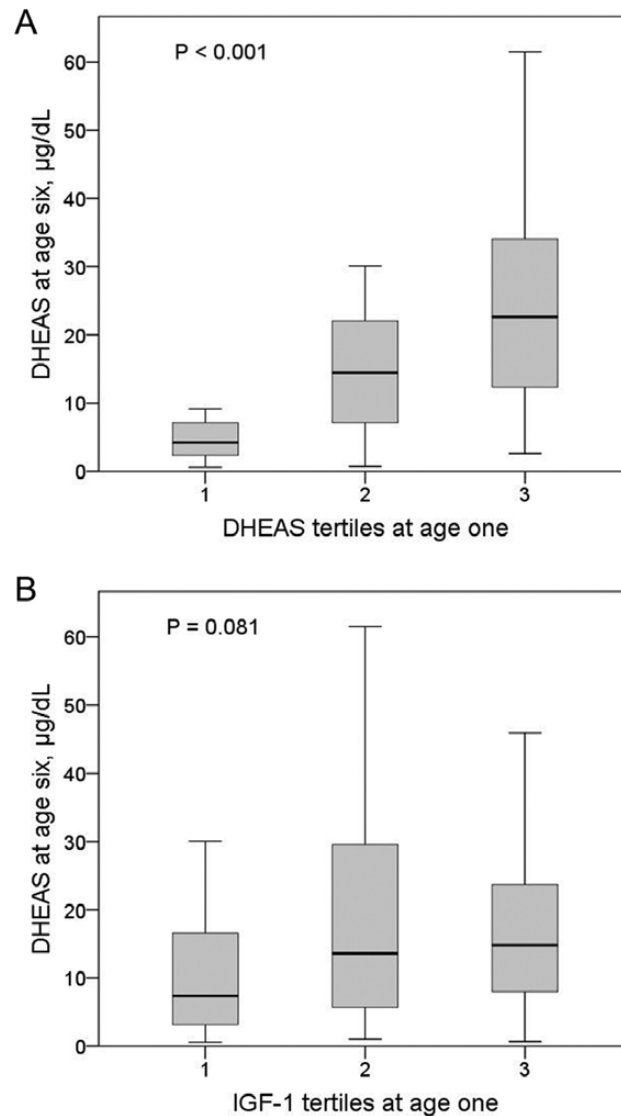 A
P < 0.001
DHEAS at age six, µg/dL
60
50
40
30
20
10
0
1 2 3
DHEAS tertiles at age one
B
P = 0.081
DHEAS at age six, µg/dL
60
50
40
30
20
10
0
1 2 3
IGF-1 tertiles at age one